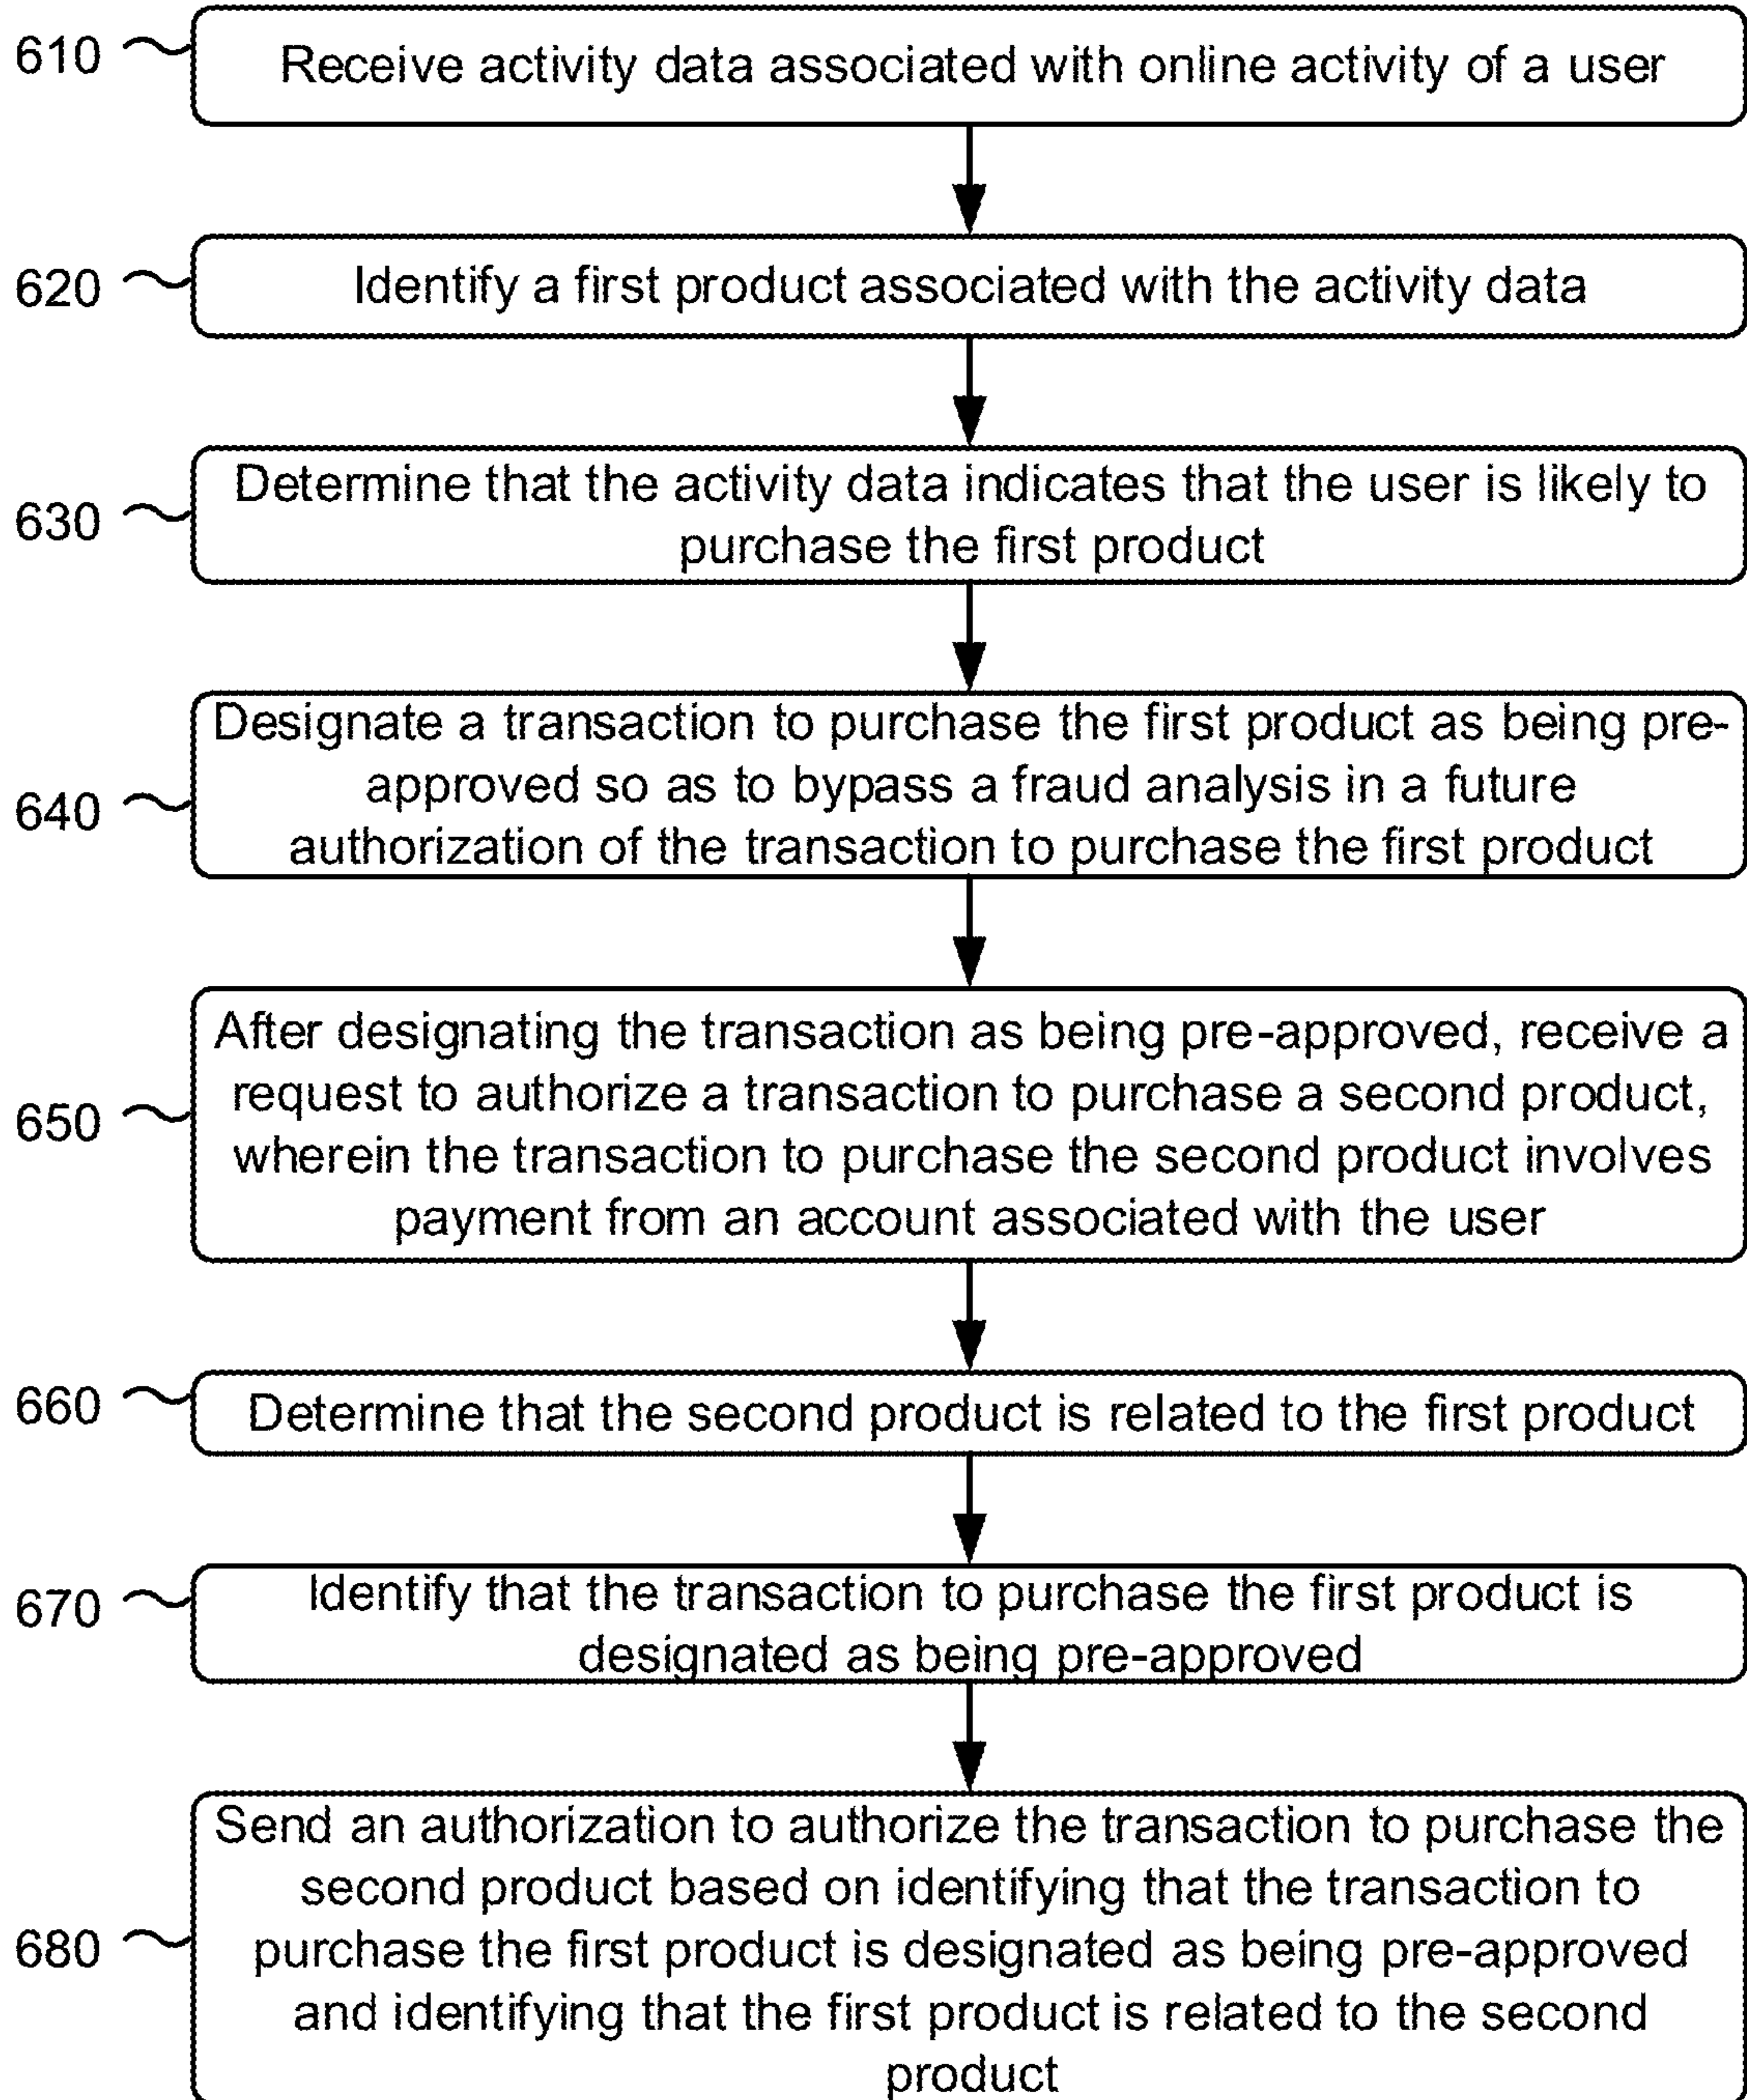 610
Receive activity data associated with online activity of a user
620
Identify a first product associated with the activity data
630
Determine that the activity data indicates that the user is likely to
purchase the first product
640
Designate a transaction to purchase the first product as being pre-
approved so as to bypass a fraud analysis in a future
authorization of the transaction to purchase the first product
650
After designating the transaction as being pre-approved, receive a
request to authorize a transaction to purchase a second product,
wherein the transaction to purchase the second product involves
payment from an account associated with the user
660
Determine that the second product is related to the first product
670
Identify that the transaction to purchase the first product is
designated as being pre-approved
680
Send an authorization to authorize the transaction to purchase the
second product based on identifying that the transaction to
purchase the first product is designated as being pre-approved
and identifying that the first product is related to the second
product